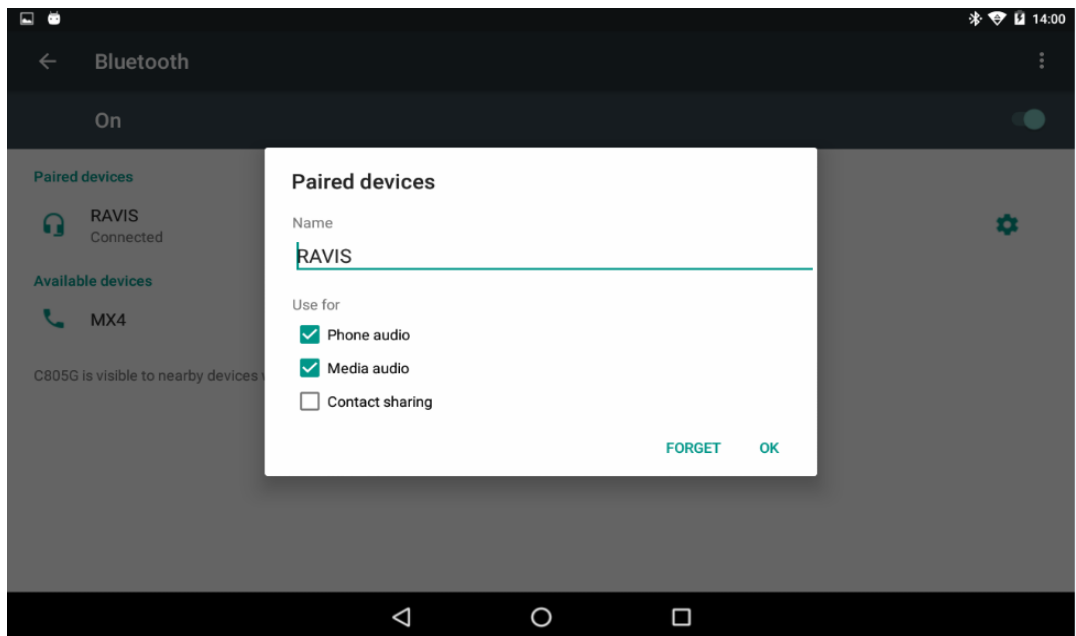 14:00
Bluetooth
On
Paired devices
RAVIS
Connected
Available devices
MX4
C805G is visible to nearby devices
Paired devices
Name
RAVIS
Use for
Phone audio
Media audio
Contact sharing
FORGET OK